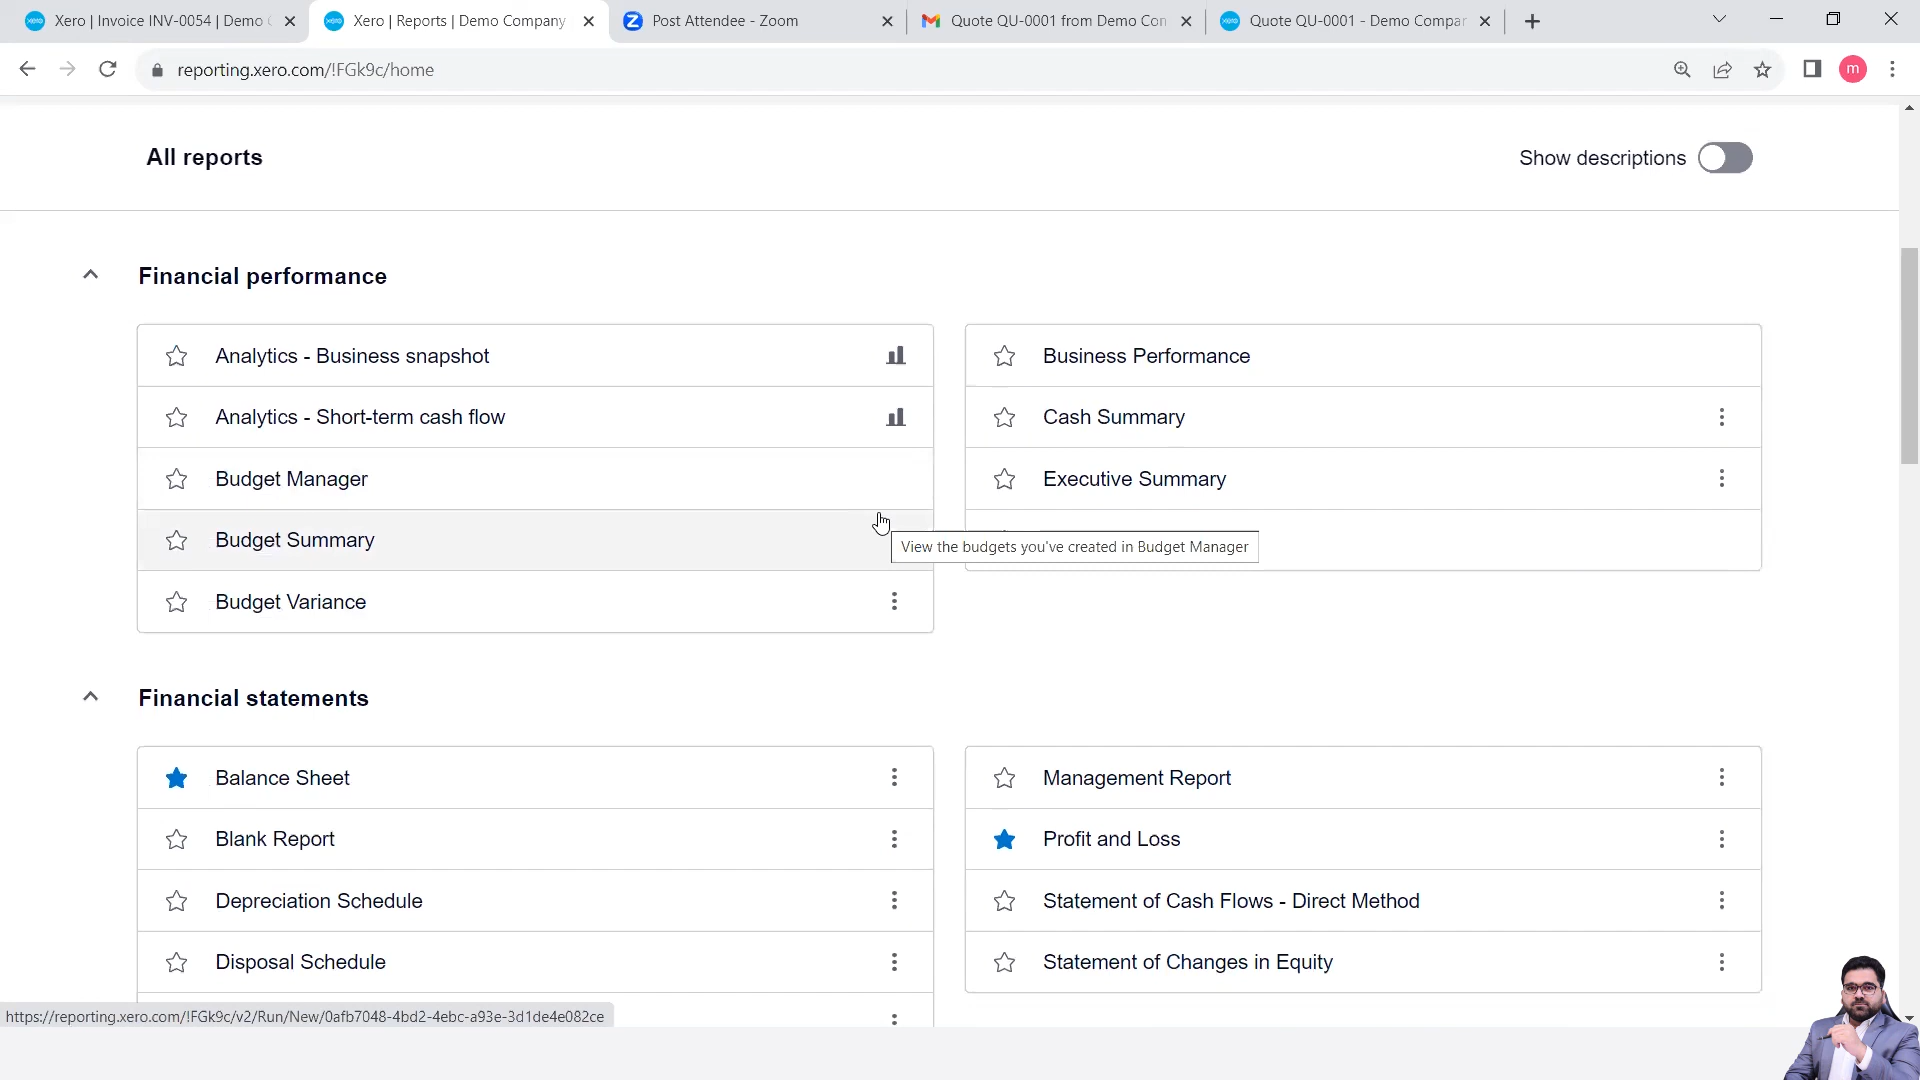 Xero | Invoice INV-0054 | Demo C
Xero | Reports | Demo Company
Post Attendee - Zoom
Quote QU-0001 from Demo Con
Quote QU-0001 - Demo Compar
reporting.xero.com/!FGk9c/home
m
All reports
Show descriptions
Financial performance
Analytics - Business snapshot
Analytics - Short-term cash flow
Budget Manager
Budget Summary
Budget Variance
Business Performance
Cash Summary
Executive Summary
View the budgets you've created in Budget Manager
Financial statements
Balance Sheet
Blank Report
Depreciation Schedule
Disposal Schedule
Management Report
Profit and Loss
Statement of Cash Flows - Direct Method
Statement of Changes in Equity
https://reporting.xero.com/!FGk9c/v2/Run/New/0afb7048-4bd2-4ebc-a93e-3d1de4e082ce